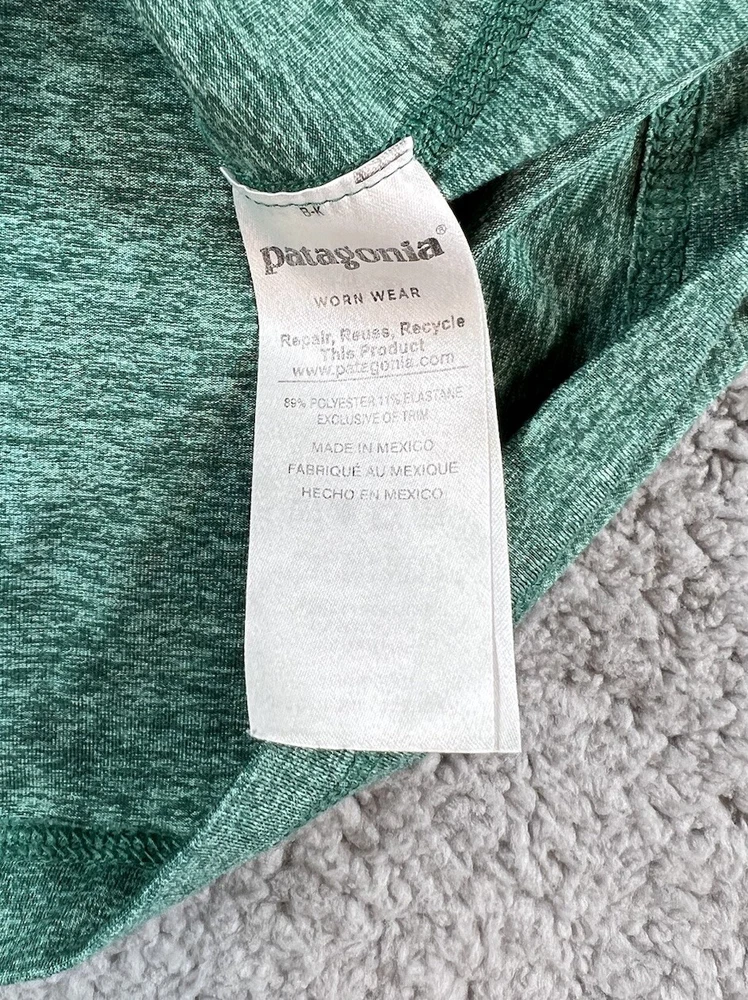 B-K
patagonia®
WORN WEAR
Repair, Reuse, Recycle
This Product
www.patagonia.com
89% POLYESTER 11% ELASTANE
EXCLUSIVE OF TRIM
MADE IN MEXICO
FABRIQUÉ AU MEXIQUE
HECHO EN MEXICO